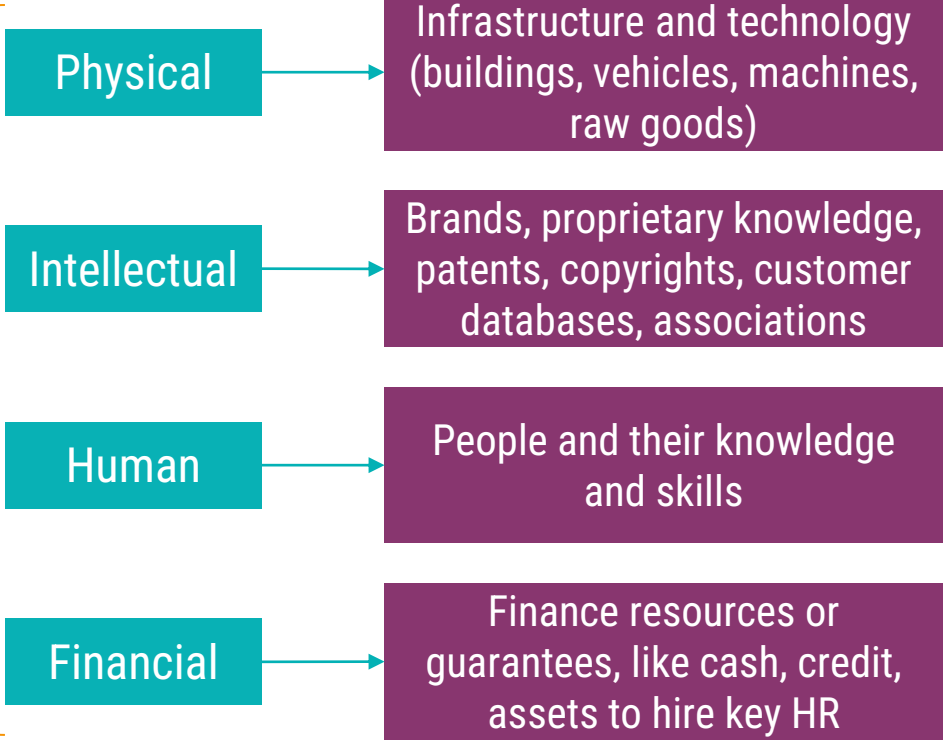 Physical
Infrastructure and technology
(buildings, vehicles, machines,
raw goods)
Intellectual
Brands, proprietary knowledge,
patents, copyrights, customer
databases, associations
Human
People and their knowledge
and skills
Financial
Finance resources or
guarantees, like cash, credit,
assets to hire key HR